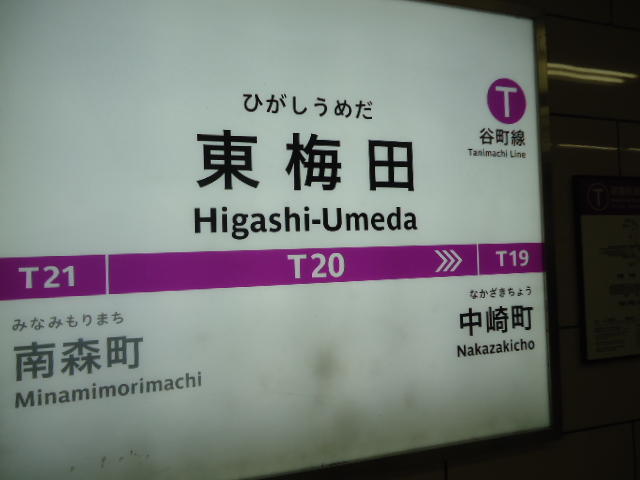 ひがしうめだ
東梅田
Higashi-Umeda
T
谷町線
Tanimachi Line
T21
T20
T19
みなみもりまち
南森町
Minamimorimachi
なかざきちょう
中崎町
Nakazakicho
T